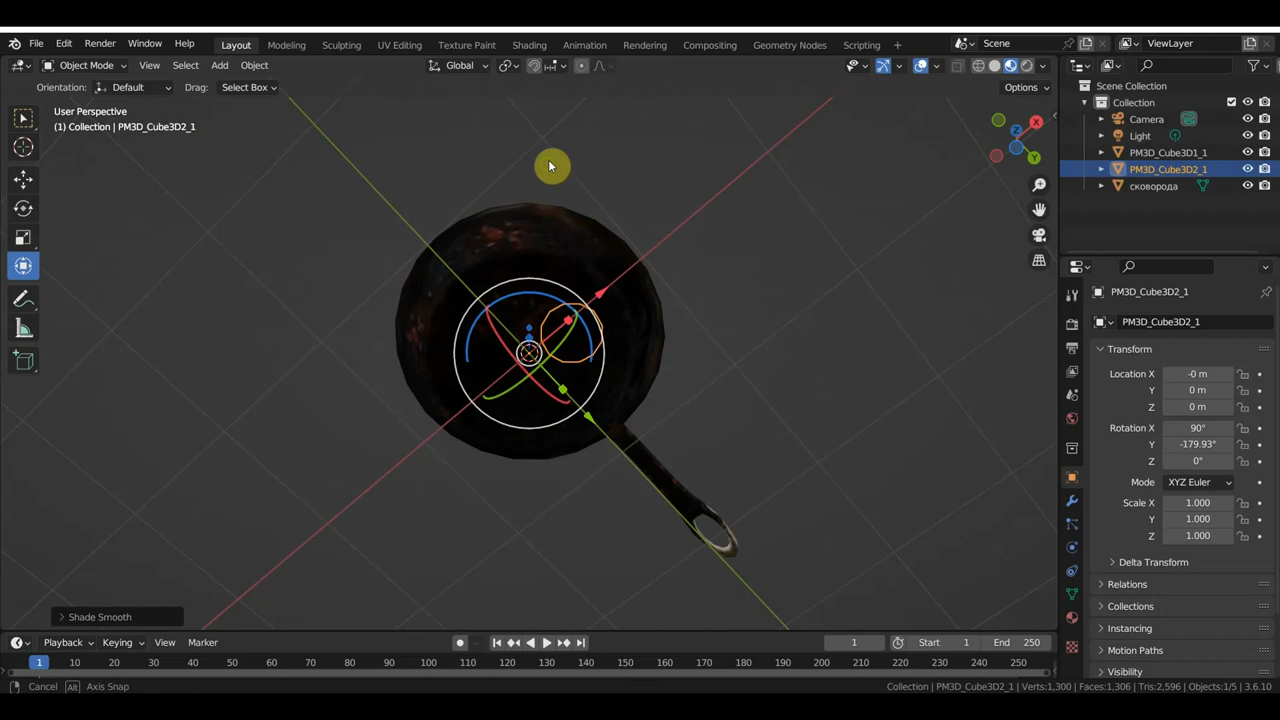 File Edit Render Window Help Layout Modeling Sculpting UV Editing Texture Paint Shading Animation Rendering Compositing Geometry Nodes Scripting + Scene ViewLayer
Object Mode View Select Add Object Global
Orientation: Default Drag: Select Box Options
User Perspective
(1) Collection | PM3D_Cube3D2_1
X
Y
Z
Scene Collection
Collection
Camera
Light
PM3D_Cube3D1_1
PM3D_Cube3D2_1
сковорода
PM3D_Cube3D2_1
PM3D_Cube3D2_1
Transform
Location X -0 m
Y 0 m
Z 0 m
Rotation X 90°
Y -179.93°
Z 0°
Mode XYZ Euler
Scale X 1.000
Y 1.000
Z 1.000
Delta Transform
Relations
Collections
Instancing
Motion Paths
Visibility
Shade Smooth
Playback Keying View Marker 1 Start 1 End 250
1 10 20 30 40 50 60 70 80 90 100 110 120 130 140 150 160 170 180 190 200 210 220 230 240 250
Cancel Alt Axis Snap Collection | PM3D_Cube3D2_1 | Verts:1,300 | Faces:1,306 | Tris:2,596 | Objects:1/5 | 3.6.10